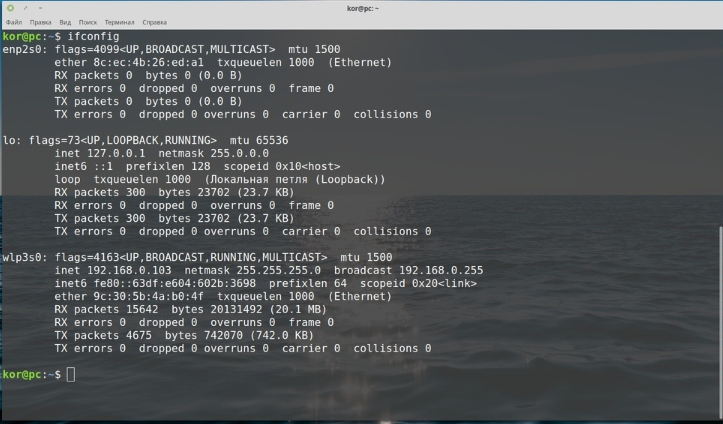 kor@pc: ~
Файл Правка Вид Поиск Терминал Справка
kor@pc:~$ ifconfig
enp2s0: flags=4099<UP,BROADCAST,MULTICAST>  mtu 1500
        ether 8c:ec:4b:26:ed:a1  txqueuelen 1000  (Ethernet)
        RX packets 0  bytes 0 (0.0 B)
        RX errors 0  dropped 0  overruns 0  frame 0
        TX packets 0  bytes 0 (0.0 B)
        TX errors 0  dropped 0 overruns 0  carrier 0  collisions 0

lo: flags=73<UP,LOOPBACK,RUNNING>  mtu 65536
        inet 127.0.0.1  netmask 255.0.0.0
        inet6 ::1  prefixlen 128  scopeid 0x10<host>
        loop  txqueuelen 1000  (Локальная петля (Loopback))
        RX packets 300  bytes 23702 (23.7 KB)
        RX errors 0  dropped 0  overruns 0  frame 0
        TX packets 300  bytes 23702 (23.7 KB)
        TX errors 0  dropped 0 overruns 0  carrier 0  collisions 0

wlp3s0: flags=4163<UP,BROADCAST,RUNNING,MULTICAST>  mtu 1500
        inet 192.168.0.103  netmask 255.255.255.0  broadcast 192.168.0.255
        inet6 fe80::63df:e604:602b:3698  prefixlen 64  scopeid 0x20<link>
        ether 9c:30:5b:4a:b0:4f  txqueuelen 1000  (Ethernet)
        RX packets 15642  bytes 20131492 (20.1 MB)
        RX errors 0  dropped 0  overruns 0  frame 0
        TX packets 4675  bytes 742070 (742.0 KB)
        TX errors 0  dropped 0 overruns 0  carrier 0  collisions 0

kor@pc:~$